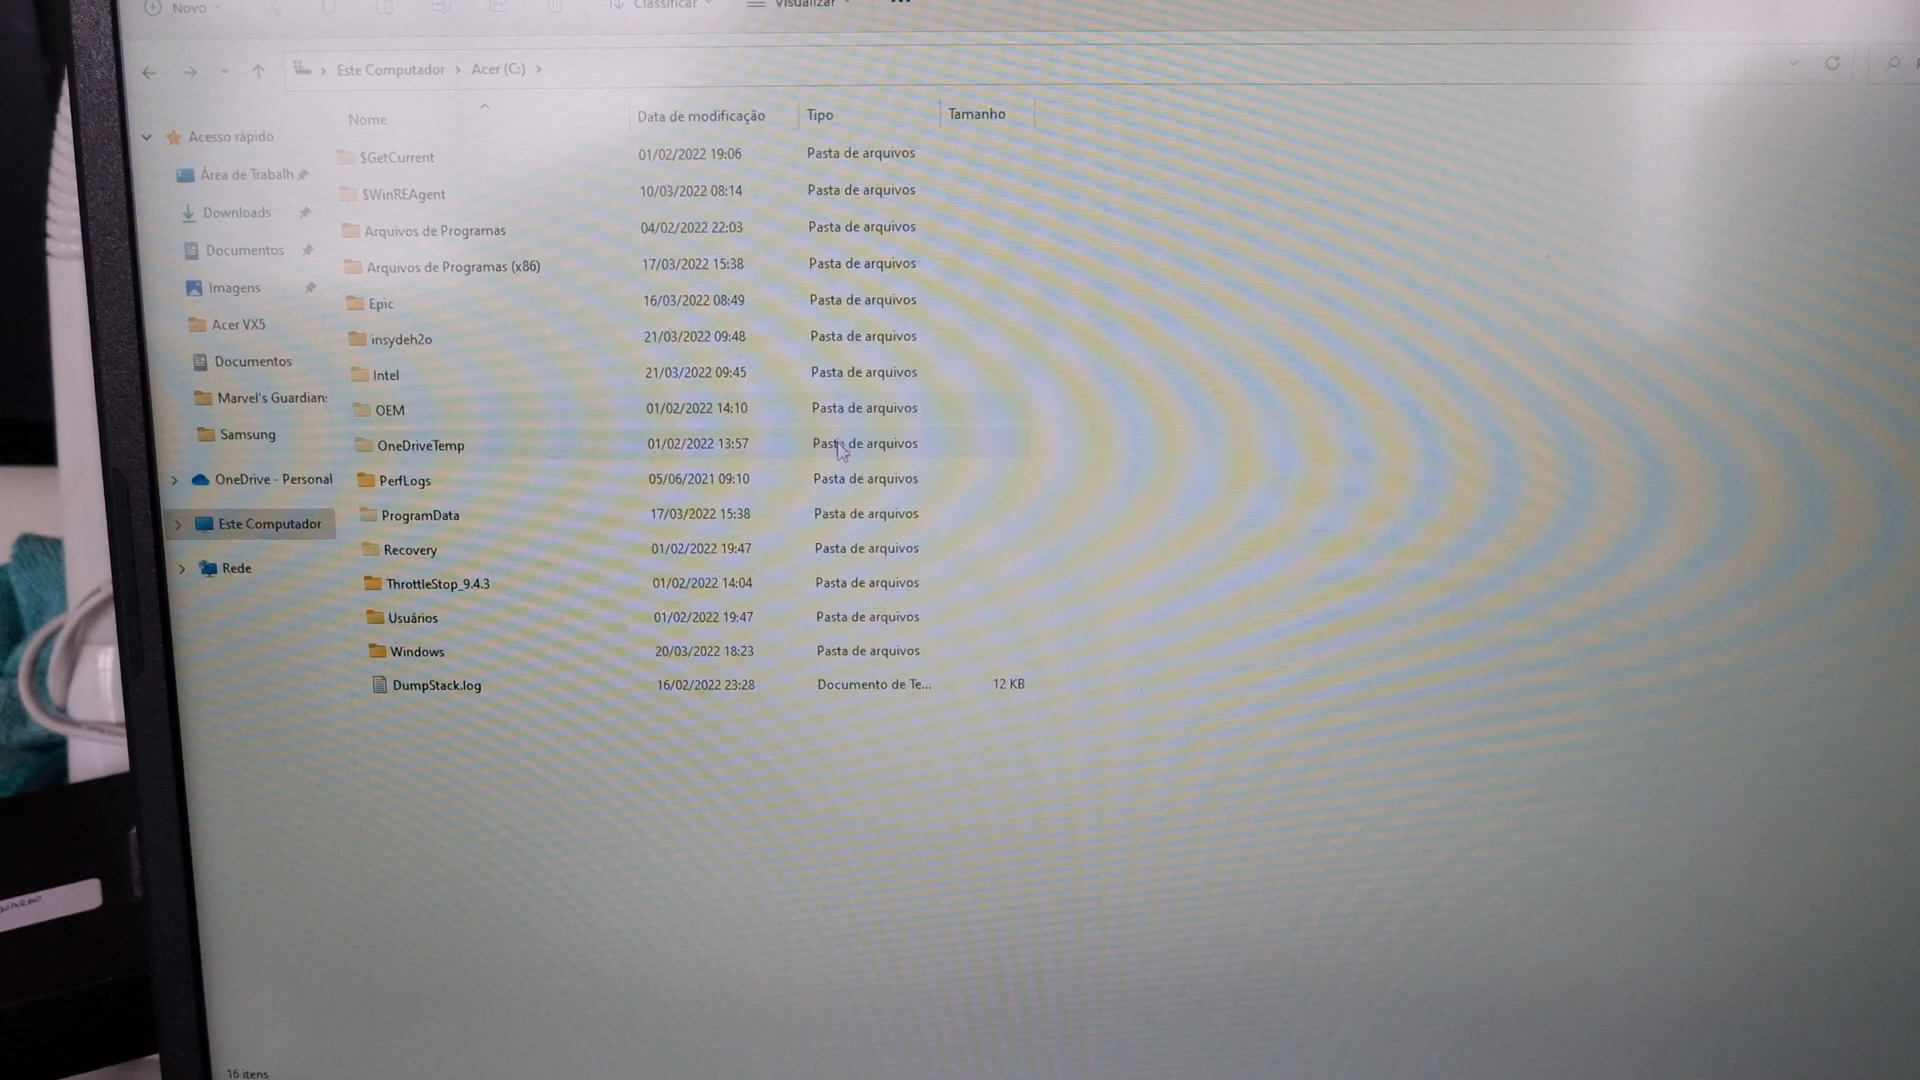 Novo
Classificar
Visualizar
Este Computador > Acer (C:) >
Nome Data de modificação Tipo Tamanho
Acesso rápido
Área de Trabalh
Downloads
Documentos
Imagens
Acer VX5
Documentos
Marvel's Guardian:
Samsung
OneDrive - Personal
Este Computador
Rede
$GetCurrent 01/02/2022 19:06 Pasta de arquivos
$WinREAgent 10/03/2022 08:14 Pasta de arquivos
Arquivos de Programas 04/02/2022 22:03 Pasta de arquivos
Arquivos de Programas (x86) 17/03/2022 15:38 Pasta de arquivos
Epic 16/03/2022 08:49 Pasta de arquivos
insydeh2o 21/03/2022 09:48 Pasta de arquivos
Intel 21/03/2022 09:45 Pasta de arquivos
OEM 01/02/2022 14:10 Pasta de arquivos
OneDriveTemp 01/02/2022 13:57 Pasta de arquivos
PerfLogs 05/06/2021 09:10 Pasta de arquivos
ProgramData 17/03/2022 15:38 Pasta de arquivos
Recovery 01/02/2022 19:47 Pasta de arquivos
ThrottleStop_9.4.3 01/02/2022 14:04 Pasta de arquivos
Usuários 01/02/2022 19:47 Pasta de arquivos
Windows 20/03/2022 18:23 Pasta de arquivos
DumpStack.log 16/02/2022 23:28 Documento de Te... 12 KB
16 itens